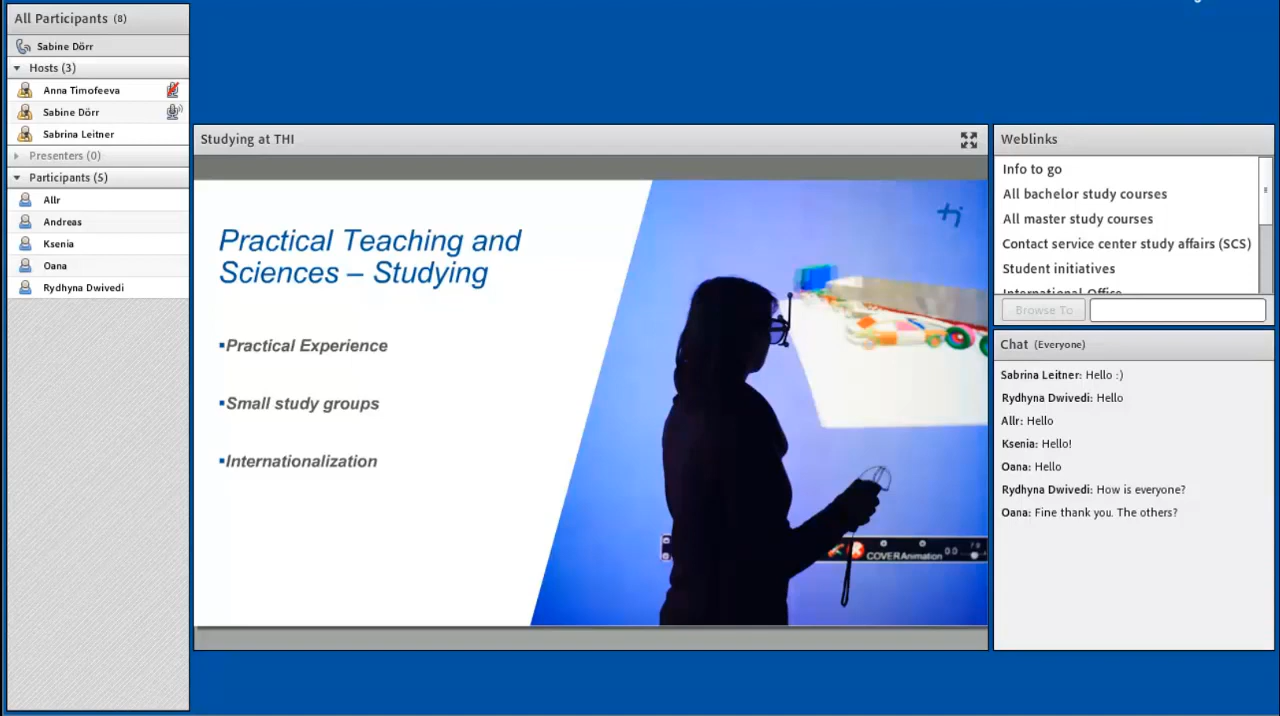 All Participants (8)
Sabine Dörr
Hosts (3)
Anna Timofeeva
Sabine Dörr
Sabrina Leitner
Presenters (0)
Participants (5)
Allr
Andreas
Ksenia
Oana
Rydhyna Dwivedi
Studying at THI
Practical Teaching and
Sciences – Studying
▪Practical Experience
▪Small study groups
▪Internationalization
COVERAnimation
0.0
Weblinks
Info to go
All bachelor study courses
All master study courses
Contact service center study affairs (SCS)
Student initiatives
International Office
Browse To
Chat (Everyone)
Sabrina Leitner: Hello :)
Rydhyna Dwivedi: Hello
Allr: Hello
Ksenia: Hello!
Oana: Hello
Rydhyna Dwivedi: How is everyone?
Oana: Fine thank you. The others?